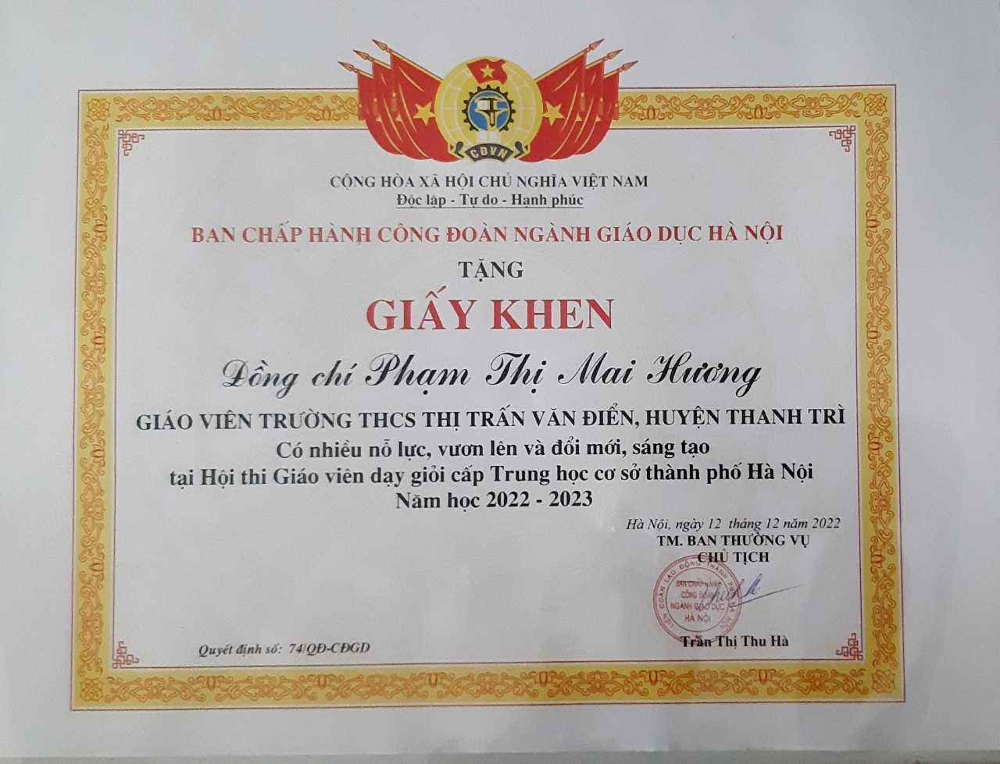 CĐVN
CỘNG HÒA XÃ HỘI CHỦ NGHĨA VIỆT NAM
Độc lập - Tự do - Hạnh phúc
BAN CHẤP HÀNH CÔNG ĐOÀN NGÀNH GIÁO DỤC HÀ NỘI
TẶNG
GIẤY KHEN
Đồng chí Phạm Thị Mai Hương
GIÁO VIÊN TRƯỜNG THCS THỊ TRẤN VĂN ĐIỂN, HUYỆN THANH TRÌ
Có nhiều nỗ lực, vươn lên và đổi mới, sáng tạo
tại Hội thi Giáo viên dạy giỏi cấp Trung học cơ sở thành phố Hà Nội
Năm học 2022 - 2023
Hà Nội, ngày 12 tháng 12 năm 2022
TM. BAN THƯỜNG VỤ
CHỦ TỊCH
LIÊN ĐOÀN LAO ĐỘNG THÀNH PHỐ HÀ NỘI
BAN CHẤP HÀNH
CÔNG ĐOÀN
NGÀNH GIÁO DỤC
HÀ NỘI
Trần Thị Thu Hà
Quyết định số: 74/QĐ-CĐGD